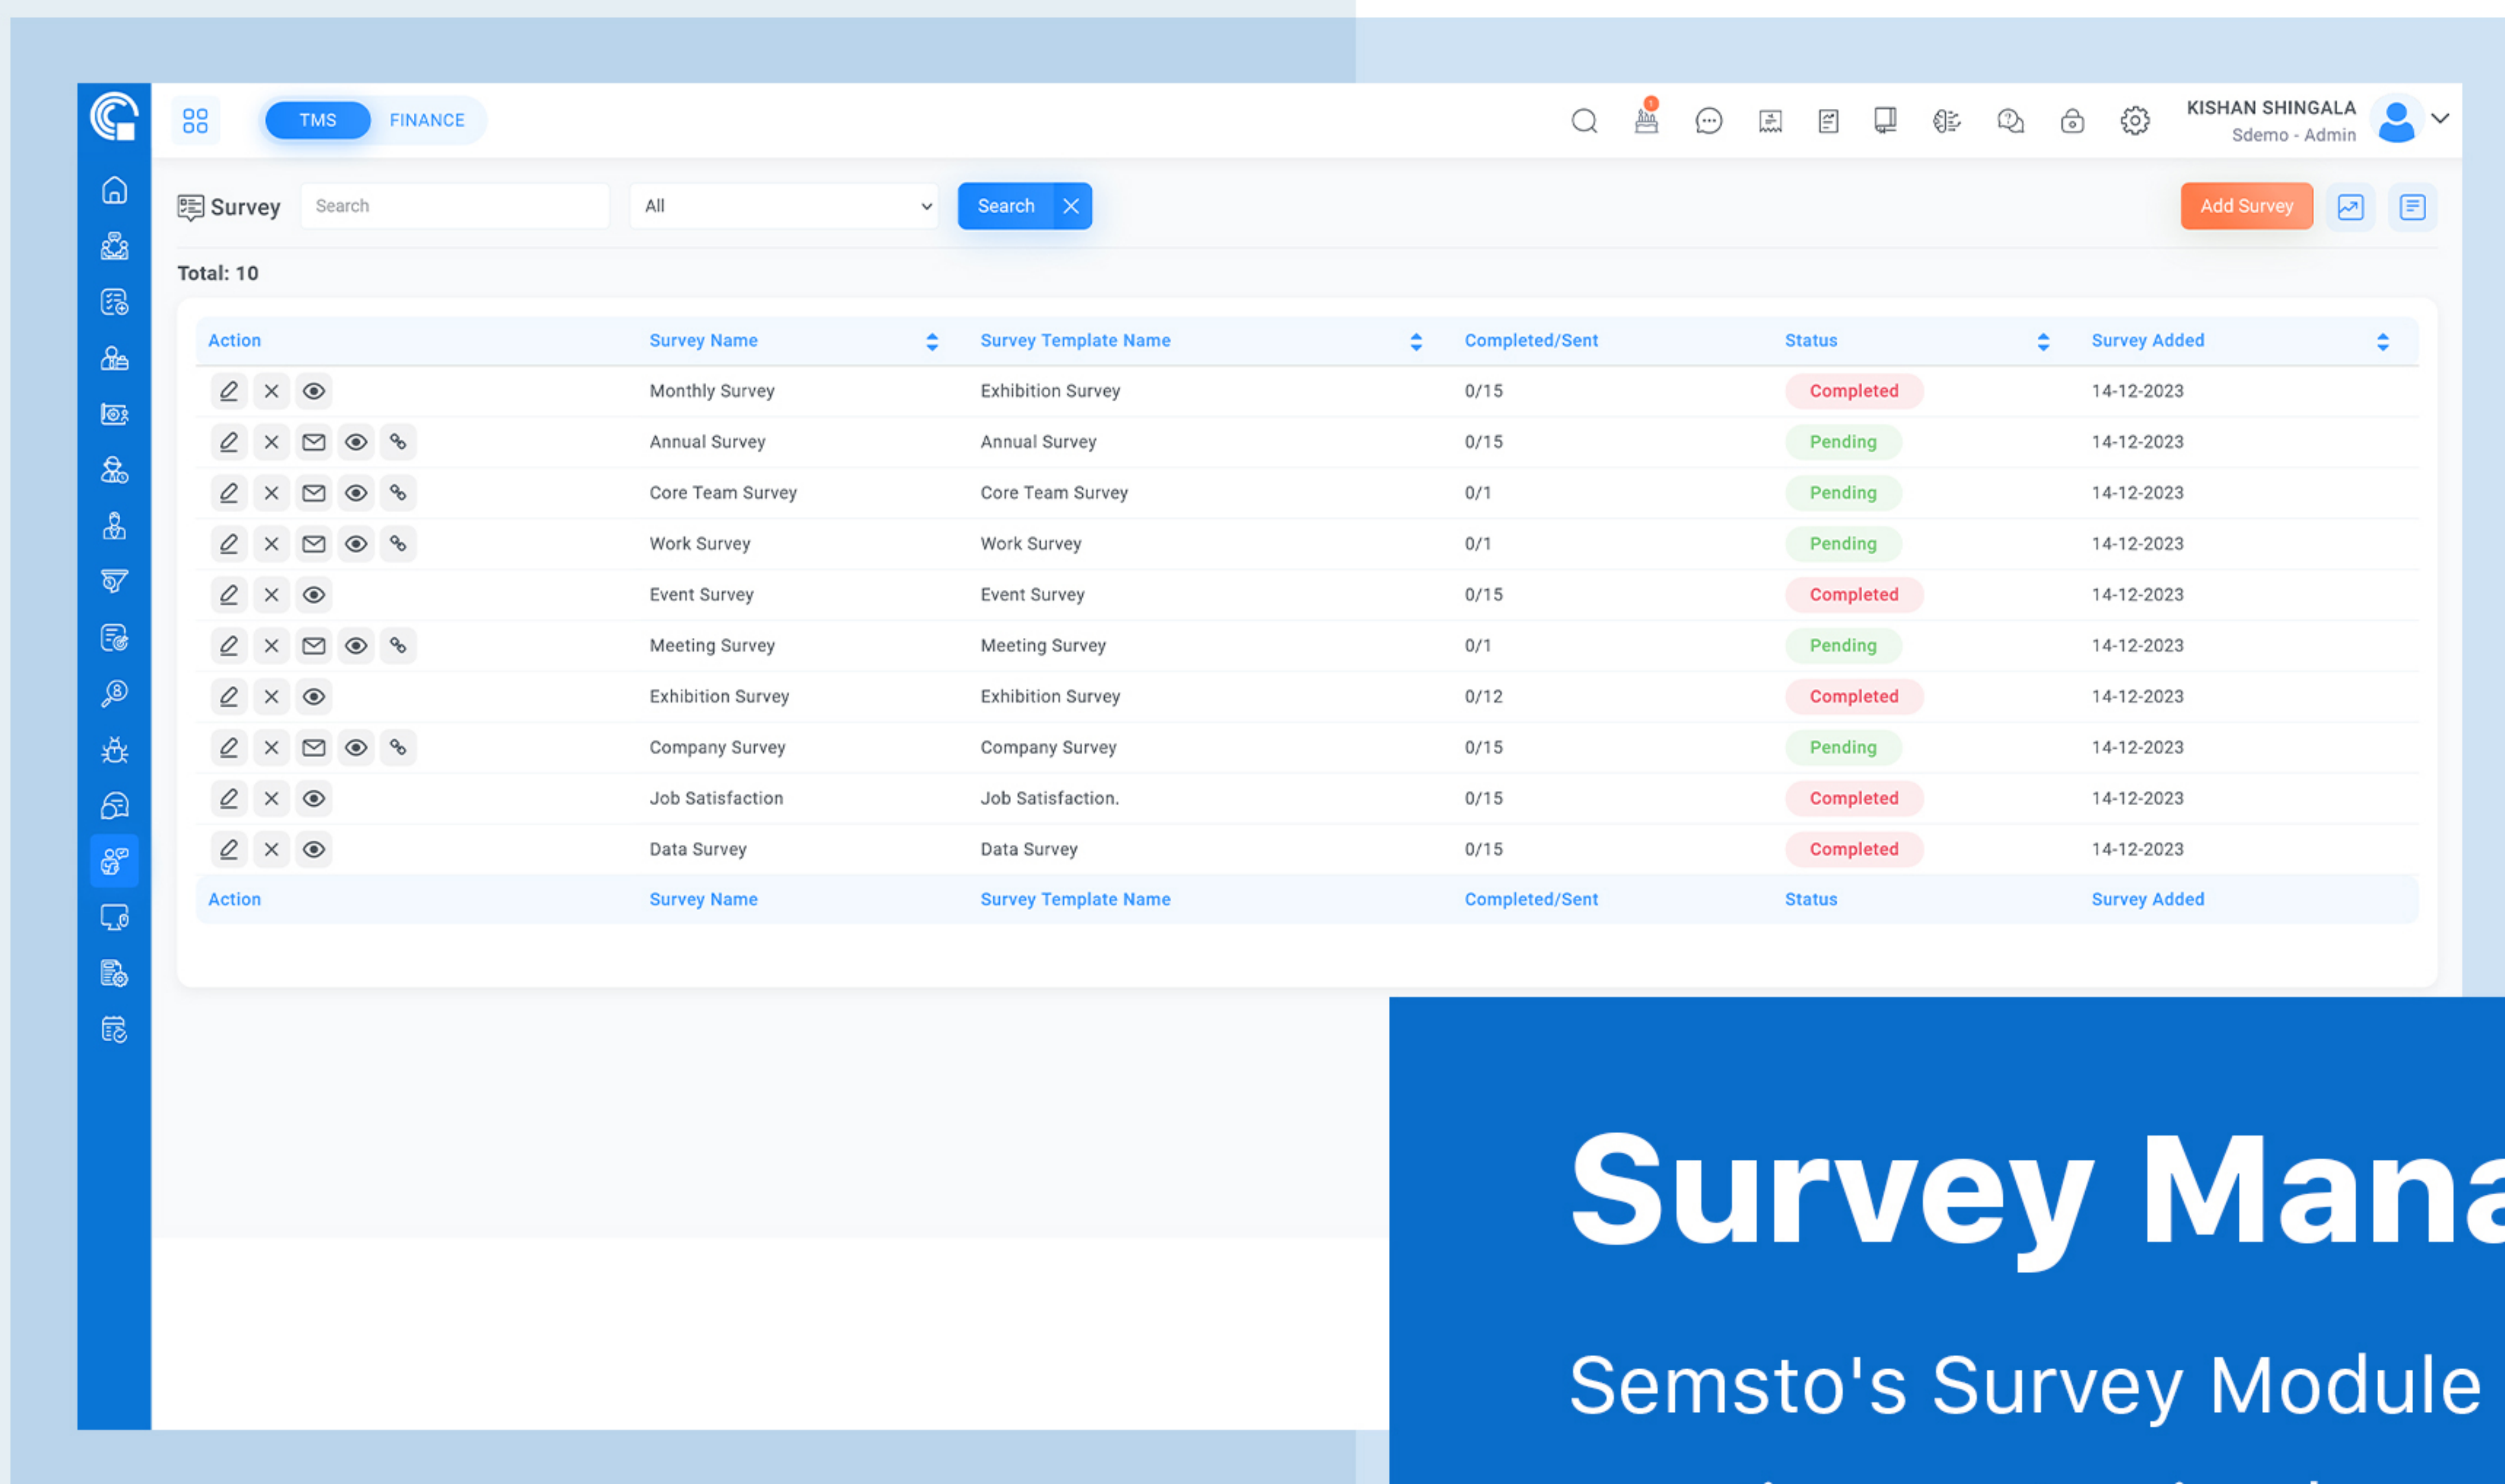 TMS FINANCE 1 KISHAN SHINGALA
Sdemo - Admin
Survey Search All Search Add Survey
Total: 10
Action Survey Name Survey Template Name Completed/Sent Status Survey Added
Monthly Survey Exhibition Survey 0/15 Completed 14-12-2023
Annual Survey Annual Survey 0/15 Pending 14-12-2023
Core Team Survey Core Team Survey 0/1 Pending 14-12-2023
Work Survey Work Survey 0/1 Pending 14-12-2023
Event Survey Event Survey 0/15 Completed 14-12-2023
Meeting Survey Meeting Survey 0/1 Pending 14-12-2023
Exhibition Survey Exhibition Survey 0/12 Completed 14-12-2023
Company Survey Company Survey 0/15 Pending 14-12-2023
Job Satisfaction Job Satisfaction. 0/15 Completed 14-12-2023
Data Survey Data Survey 0/15 Completed 14-12-2023
Action Survey Name Survey Template Name Completed/Sent Status Survey Added
Survey Mana
Semsto's Survey Module